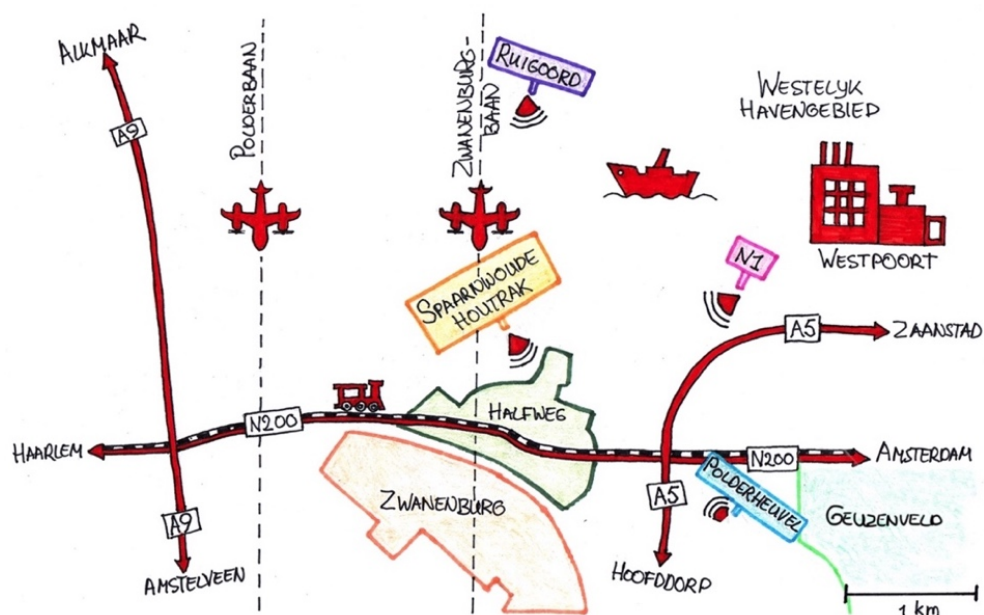 ALKMAAR
A9
POLDERBAAN
ZWANENBURG-
BAAN
RUIGOORD
WESTELYK
HAVENGEBIED
WESTPOORT
N1
SPAARNWOUDE
HOUTRAK
A5
ZAANSTAD
HALFWEG
N200
HAARLEM
N200
AMSTERDAM
POLDERHEUVEL
ZWANENBURG
A5
GEUZENVELD
A9
AMSTELVEEN
HOOFDDORP
1 km